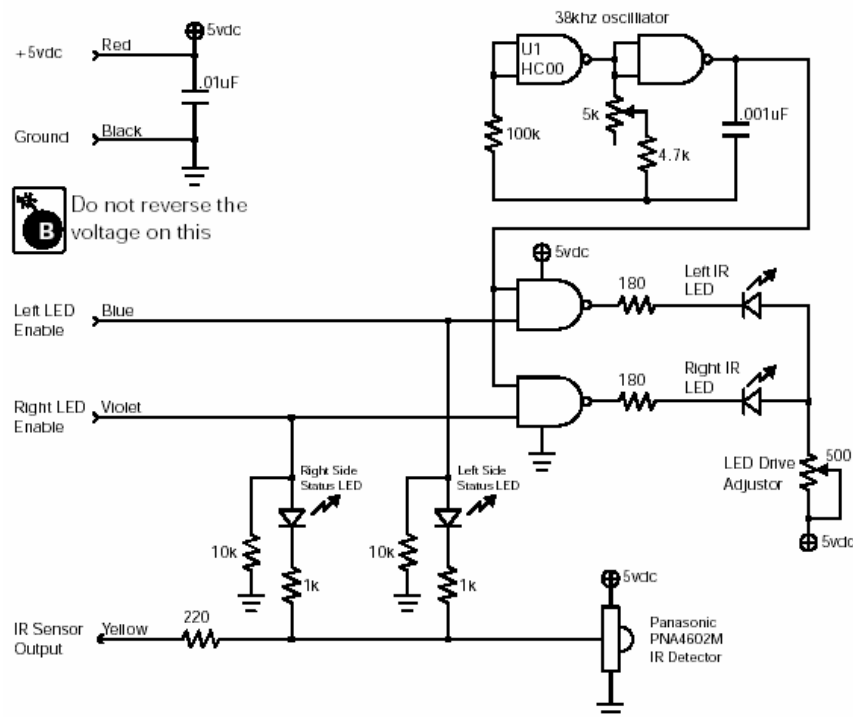 38khz oscilliator
5vdc
+5vdc
Red
.01uF
Ground
Black
U1
HC00
100k
5k
4.7k
.001uF
B
Do not reverse the
voltage on this
5vdc
Left LED
Enable
Blue
180
Left IR
LED
Right LED
Enable
Violet
180
Right IR
LED
LED Drive
Adjustor
500
5vdc
Right Side
Status LED
Left Side
Status LED
10k
1k
10k
1k
IR Sensor
Output
Yellow
220
5vdc
Panasonic
PNA4602M
IR Detector